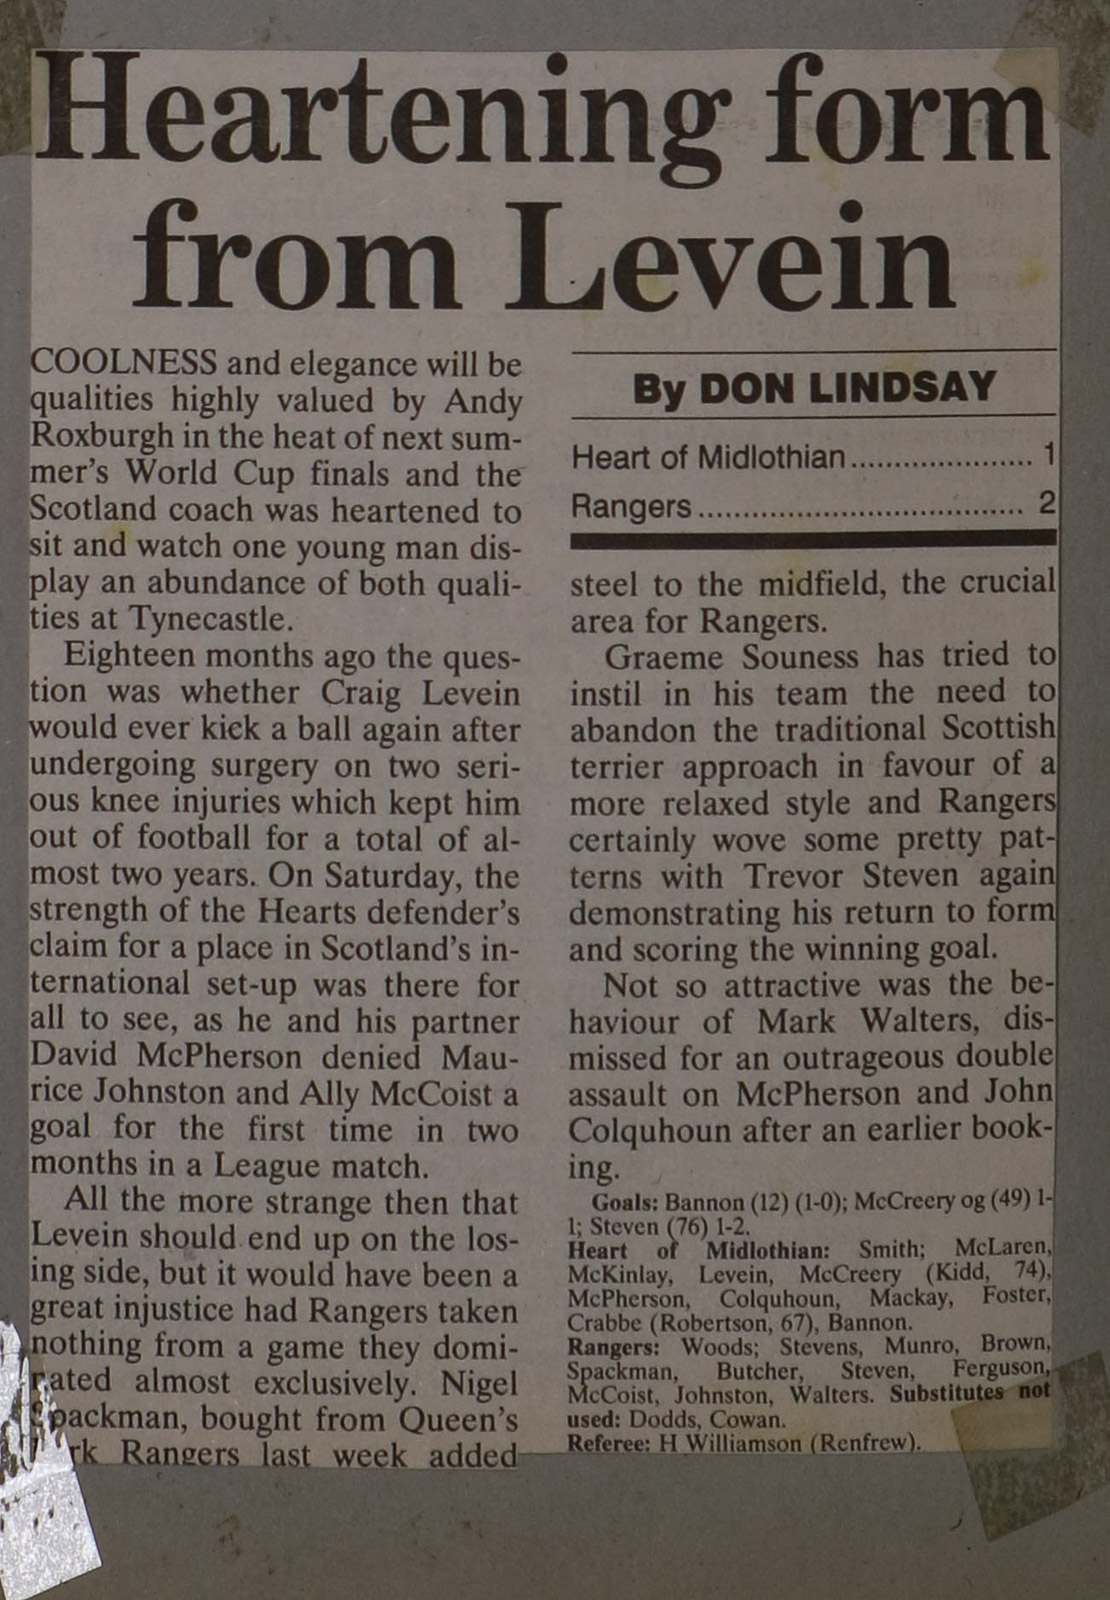 Heartening form
from Levein
COOLNESS and elegance will be
qualities highly valued by Andy
Roxburgh in the heat of next sum-
mer's World Cup finals and the
Scotland coach was heartened to
sit and watch one young man dis-
play an abundance of both quali-
ties at Tynecastle.
Eighteen months ago the ques-
tion was whether Craig Levein
would ever kick a ball again after
undergoing surgery on two seri-
ous knee injuries which kept him
out of football for a total of al-
most two years. On Saturday, the
strength of the Hearts defender's
claim for a place in Scotland's in-
ternational set-up was there for
all to see, as he and his partner
David McPherson denied Mau-
rice Johnston and Ally McCoist a
goal for the first time in two
months in a League match.
All the more strange then that
Levein should end up on the los-
ing side, but it would have been a
great injustice had Rangers taken
nothing from a game they domi-
nated almost exclusively. Nigel
Spackman, bought from Queen's
Park Rangers last week added
By DON LINDSAY
Heart of Midlothian...................... 1
Rangers....................................... 2
steel to the midfield, the crucial
area for Rangers.
Graeme Souness has tried to
instil in his team the need to
abandon the traditional Scottish
terrier approach in favour of a
more relaxed style and Rangers
certainly wove some pretty pat-
terns with Trevor Steven again
demonstrating his return to form
and scoring the winning goal.
Not so attractive was the be-
haviour of Mark Walters, dis-
missed for an outrageous double
assault on McPherson and John
Colquhoun after an earlier book-
ing.
Goals: Bannon (12) (1-0); McCreery og (49) 1-
1; Steven (76) 1-2.
Heart of Midlothian: Smith; McLaren,
McKinlay, Levein, McCreery (Kidd, 74),
McPherson, Colquhoun, Mackay, Foster,
Crabbe (Robertson, 67), Bannon.
Rangers: Woods; Stevens, Munro, Brown,
Spackman, Butcher, Steven, Ferguson,
McCoist, Johnston, Walters. Substitutes not
used: Dodds, Cowan.
Referee: H Williamson (Renfrew).